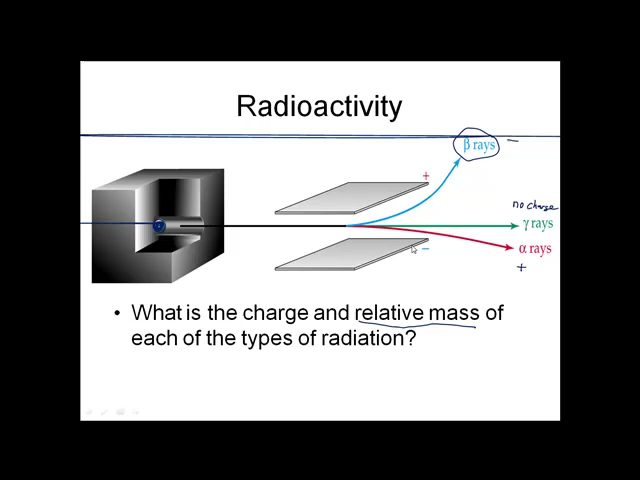 Radioactivity
β rays −
+
no charge
γ rays
α rays
−
+
• What is the charge and relative mass of
each of the types of radiation?